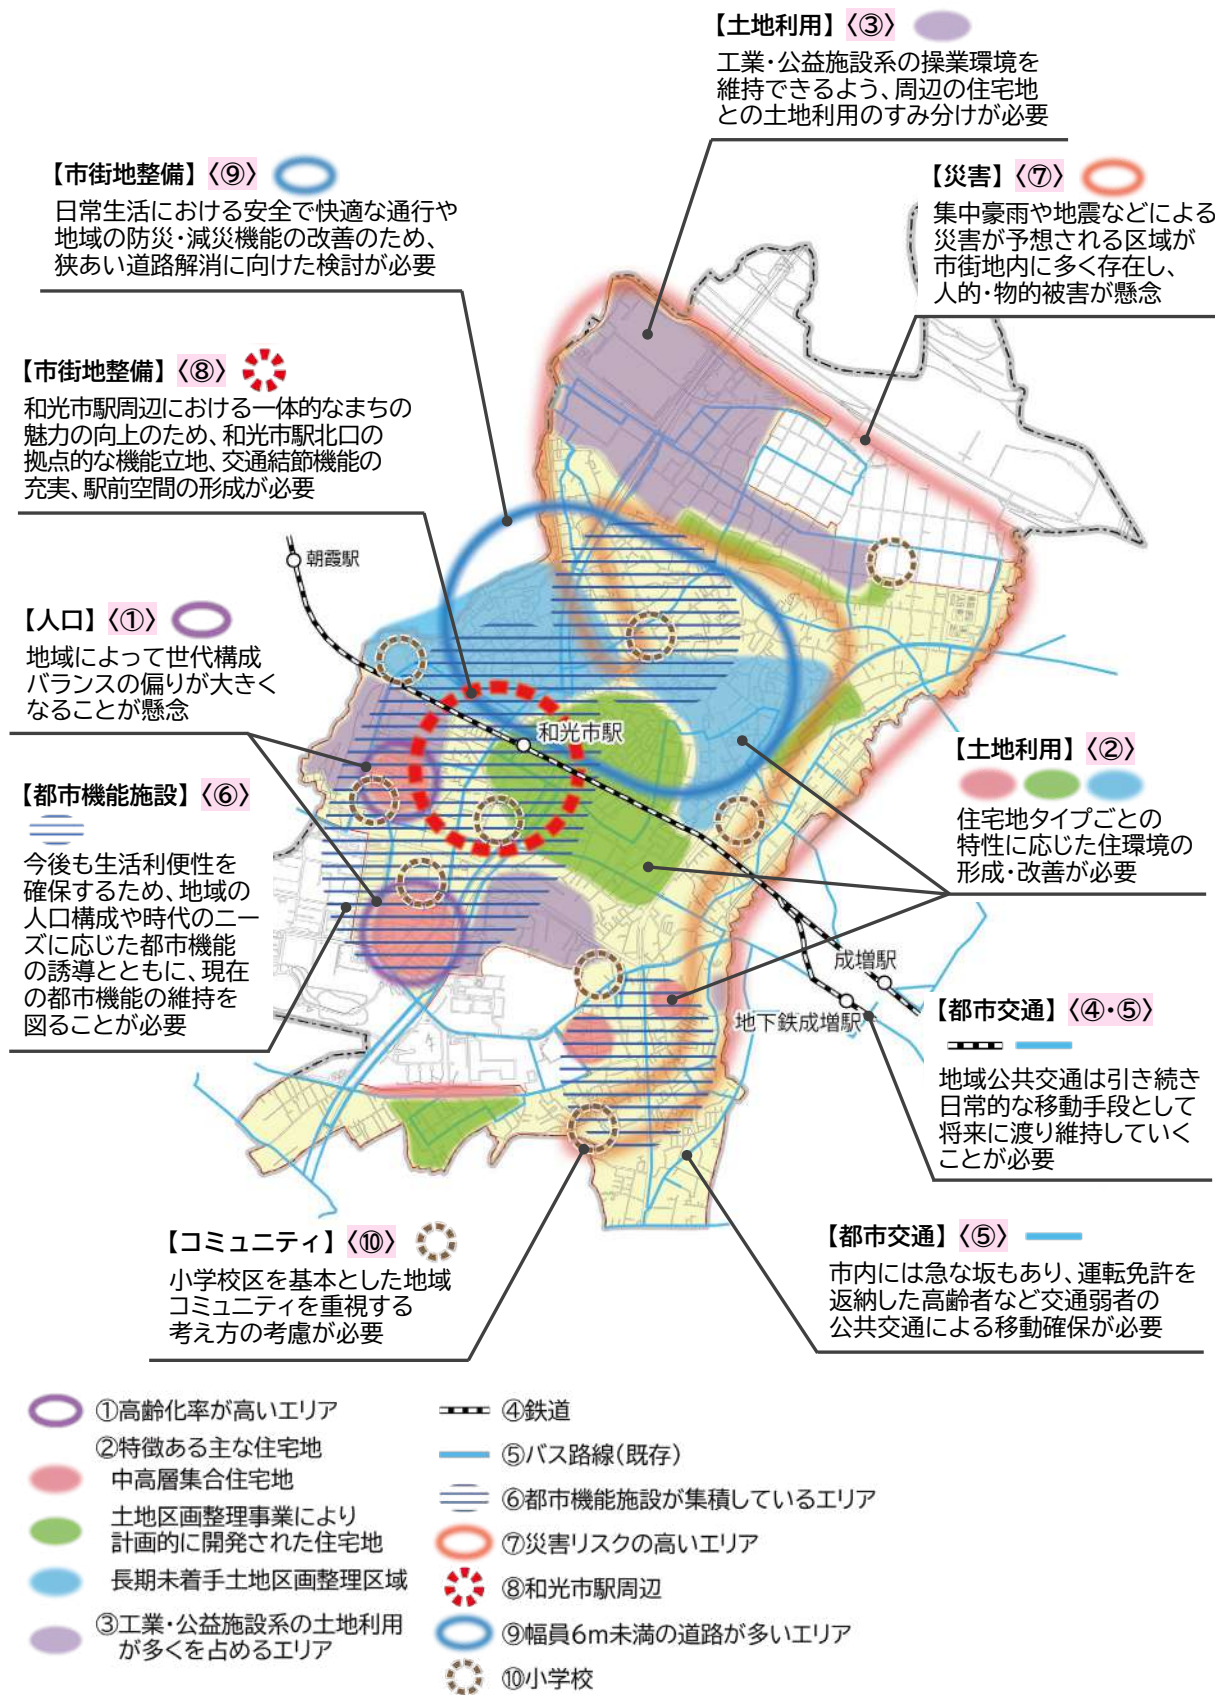 【土地利用】〈③〉
工業・公益施設系の操業環境を
維持できるよう、周辺の住宅地
との土地利用のすみ分けが必要
【市街地整備】〈⑨〉
日常生活における安全で快適な通行や
地域の防災・減災機能の改善のため、
狭あい道路解消に向けた検討が必要
【災害】〈⑦〉
集中豪雨や地震などによる
災害が予想される区域が
市街地内に多く存在し、
人的・物的被害が懸念
【市街地整備】〈⑧〉
和光市駅周辺における一体的なまちの
魅力の向上のため、和光市駅北口の
拠点的な機能立地、交通結節機能の
充実、駅前空間の形成が必要
朝霞駅
【人口】〈①〉
地域によって世代構成
バランスの偏りが大きく
なることが懸念
和光市駅
【土地利用】〈②〉
住宅地タイプごとの
特性に応じた住環境の
形成・改善が必要
【都市機能施設】〈⑥〉
今後も生活利便性を
確保するため、地域の
人口構成や時代のニー
ズに応じた都市機能
の誘導とともに、現在
の都市機能の維持を
図ることが必要
成増駅
地下鉄成増駅
【都市交通】〈④・⑤〉
地域公共交通は引き続き
日常的な移動手段として
将来に渡り維持していく
ことが必要
【コミュニティ】〈⑩〉
小学校区を基本とした地域
コミュニティを重視する
考え方の考慮が必要
【都市交通】〈⑤〉
市内には急な坂もあり、運転免許を
返納した高齢者など交通弱者の
公共交通による移動確保が必要
①高齢化率が高いエリア
②特徴ある主な住宅地
中高層集合住宅地
土地区画整理事業により
計画的に開発された住宅地
長期未着手土地区画整理区域
③工業・公益施設系の土地利用
が多くを占めるエリア
④鉄道
⑤バス路線(既存)
⑥都市機能施設が集積しているエリア
⑦災害リスクの高いエリア
⑧和光市駅周辺
⑨幅員6m未満の道路が多いエリア
⑩小学校